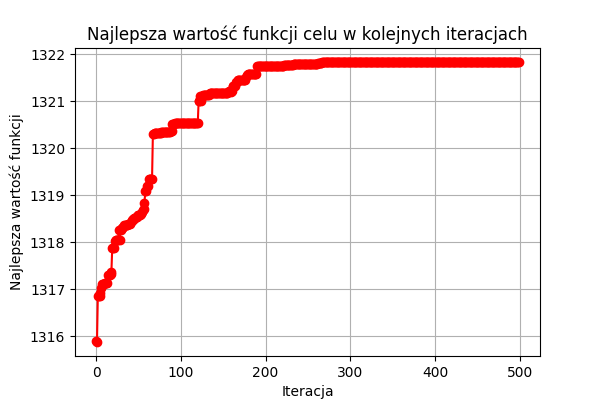 Najlepsza wartość funkcji celu w kolejnych iteracjach
1322
1321
1320
1319
1318
1317
1316
Najlepsza wartość funkcji
0 100 200 300 400 500
Iteracja